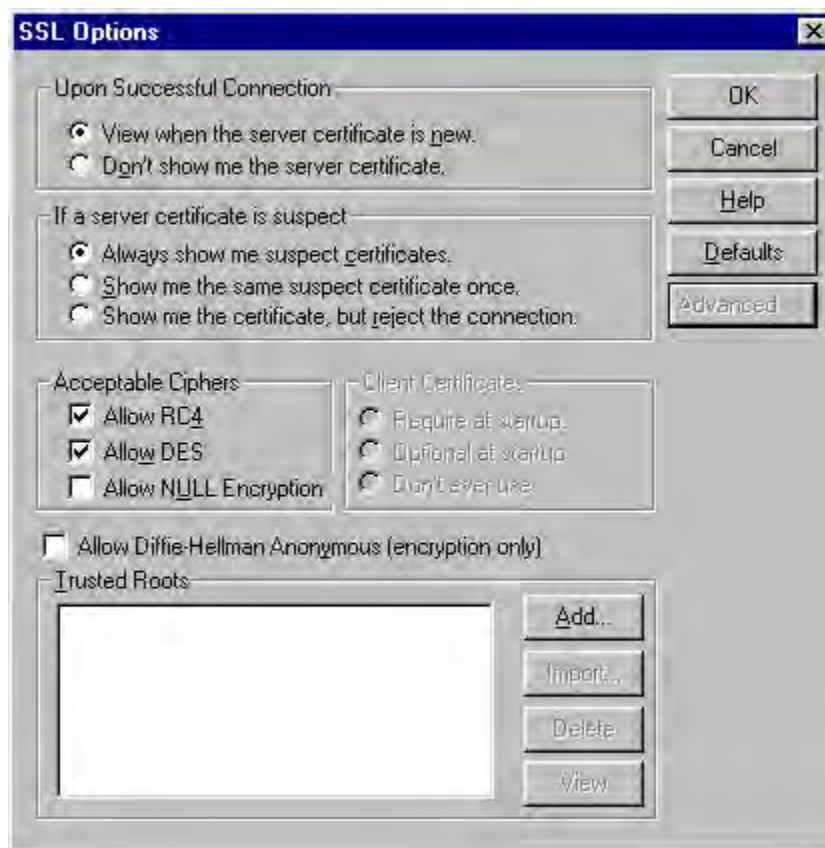 SSL Options
Upon Successful Connection
View when the server certificate is new.
Don't show me the server certificate.
If a server certificate is suspect
Always show me suspect certificates.
Show me the same suspect certificate once.
Show me the certificate, but reject the connection.
OK
Cancel
Help
Defaults
Advanced
Acceptable Ciphers
Allow RC4
Allow DES
Allow NULL Encryption
Client Certificates
Require at startup.
Optional at startup
Don't ever use
Allow Diffie-Hellman Anonymous (encryption only)
Trusted Roots
Add...
Import...
Delete
View